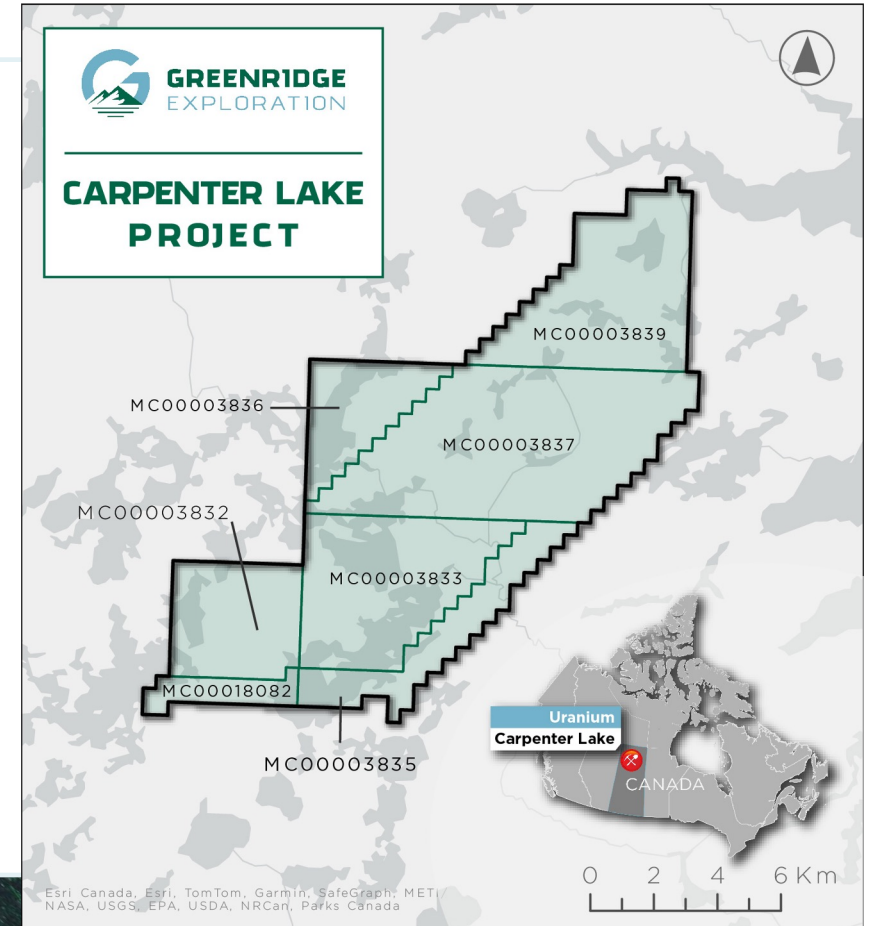 GREENRIDGE
EXPLORATION
CARPENTER LAKE
PROJECT
MC00003839
MC00003836
MC00003837
MC00003832
MC00003833
MC00018082
MC00003835
Uranium
Carpenter Lake
CANADA
0 2 4 6 Km
Esri Canada, Esri, TomTom, Garmin, SafeGraph, METI/
NASA, USGS, EPA, USDA, NRCan, Parks Canada